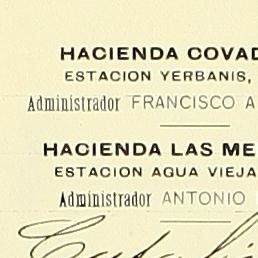 HACIENDA COVAD
ESTACION YERBANIS,
Administrador FRANCISCO A
HACIENDA LAS ME
ESTACION AGUA VIEJA
Administrador ANTONIO